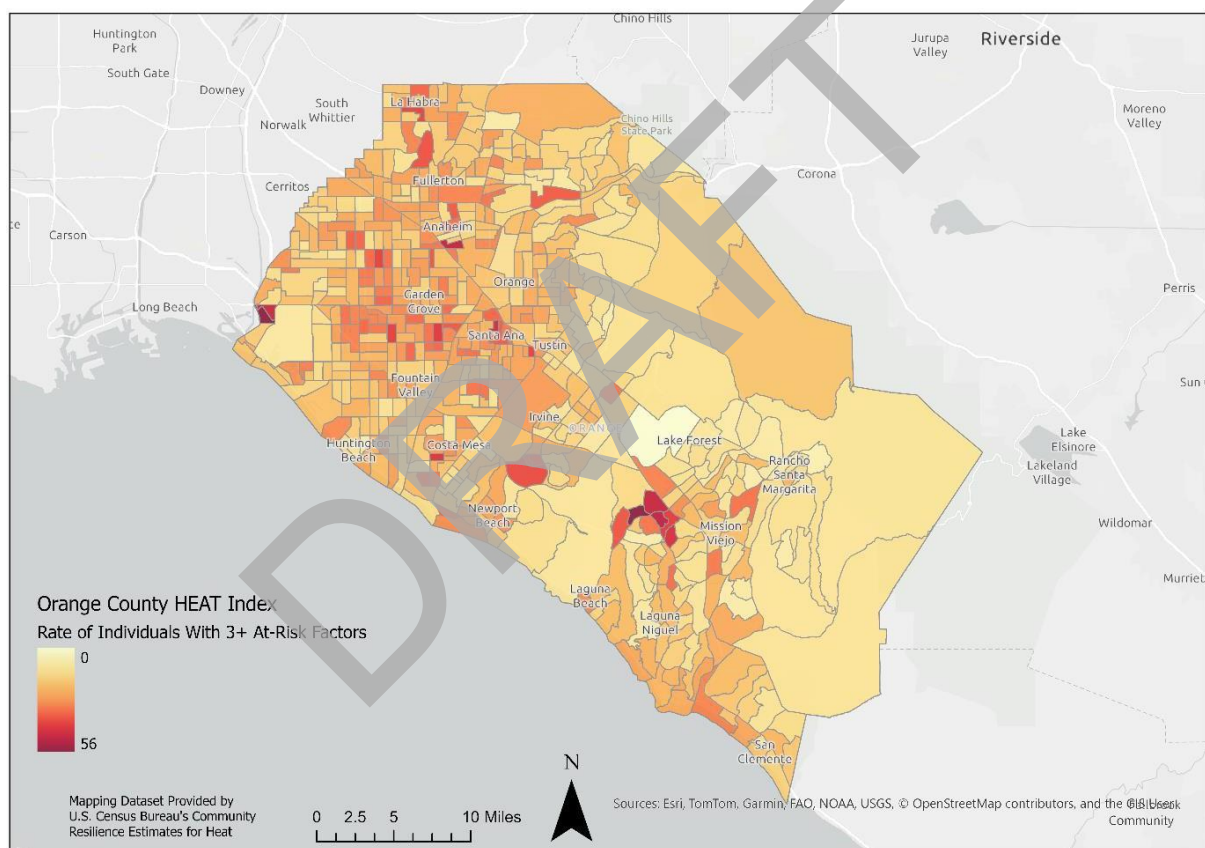 Chino Hills
Huntington
Park
Jurupa
Valley
Riverside
South Gate
Downey
South
Whittier
La Habra
Moreno
Valley
Norwalk
Chino Hills
State Park
Cerritos
Fullerton
Corona
Carson
Anaheim
Orange
Long Beach
Garden
Grove
Perris
Santa Ana
Tustin
Fountain
Valley
Irvine
ORANGE
Huntington
Beach
Costa Mesa
Lake Forest
Lake
Elsinore
Rancho
Santa
Margarita
Lakeland
Village
Newport
Beach
Mission
Viejo
Wildomar
Laguna
Beach
Laguna
Niguel
San
Clemente
DRAFT
Orange County HEAT Index
Rate of Individuals With 3+ At-Risk Factors
0
56
Mapping Dataset Provided by
U.S. Census Bureau's Community
Resilience Estimates for Heat
0 2.5 5 10 Miles
N
Sources: Esri, TomTom, Garmin, FAO, NOAA, USGS, © OpenStreetMap contributors, and the GIS User
Community